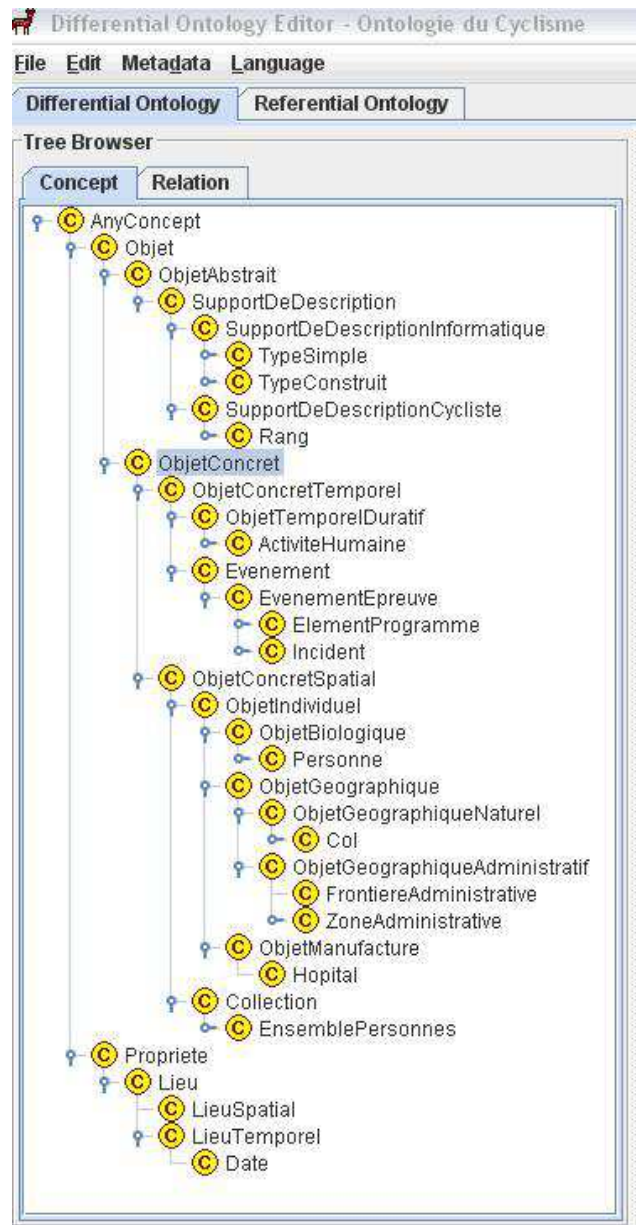 Differential Ontology Editor - Ontologie du Cyclisme
File Edit Metadata Language
Differential Ontology Referential Ontology
Tree Browser
Concept Relation
C AnyConcept
C Objet
C ObjetAbstrait
C SupportDeDescription
C SupportDeDescriptionInformatique
C TypeSimple
C TypeConstruit
C SupportDeDescriptionCycliste
C Rang
C ObjetConcret
C ObjetConcretTemporel
C ObjetTemporelDuratif
C ActiviteHumaine
C Evenement
C EvenementEpreuve
C ElementProgramme
C Incident
C ObjetConcretSpatial
C ObjetIndividuel
C ObjetBiologique
C Personne
C ObjetGeographique
C ObjetGeographiqueNaturel
C Col
C ObjetGeographiqueAdministratif
C FrontiereAdministrative
C ZoneAdministrative
C ObjetManufacture
C Hopital
C Collection
C EnsemblePersonnes
C Propriete
C Lieu
C LieuSpatial
C LieuTemporel
C Date